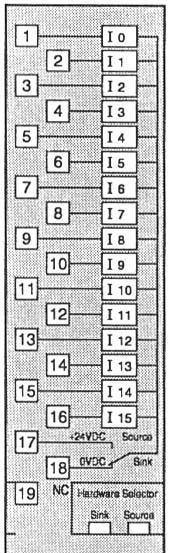 1 I 0
2 I 1
3 I 2
4 I 3
5 I 4
6 I 5
7 I 6
8 I 7
9 I 8
10 I 9
11 I 10
12 I 11
13 I 12
14 I 13
15 I 14
16 I 15
17 +24VDC Source
18 0VDC Sink
19 NC Hardware Selector
Sink Source